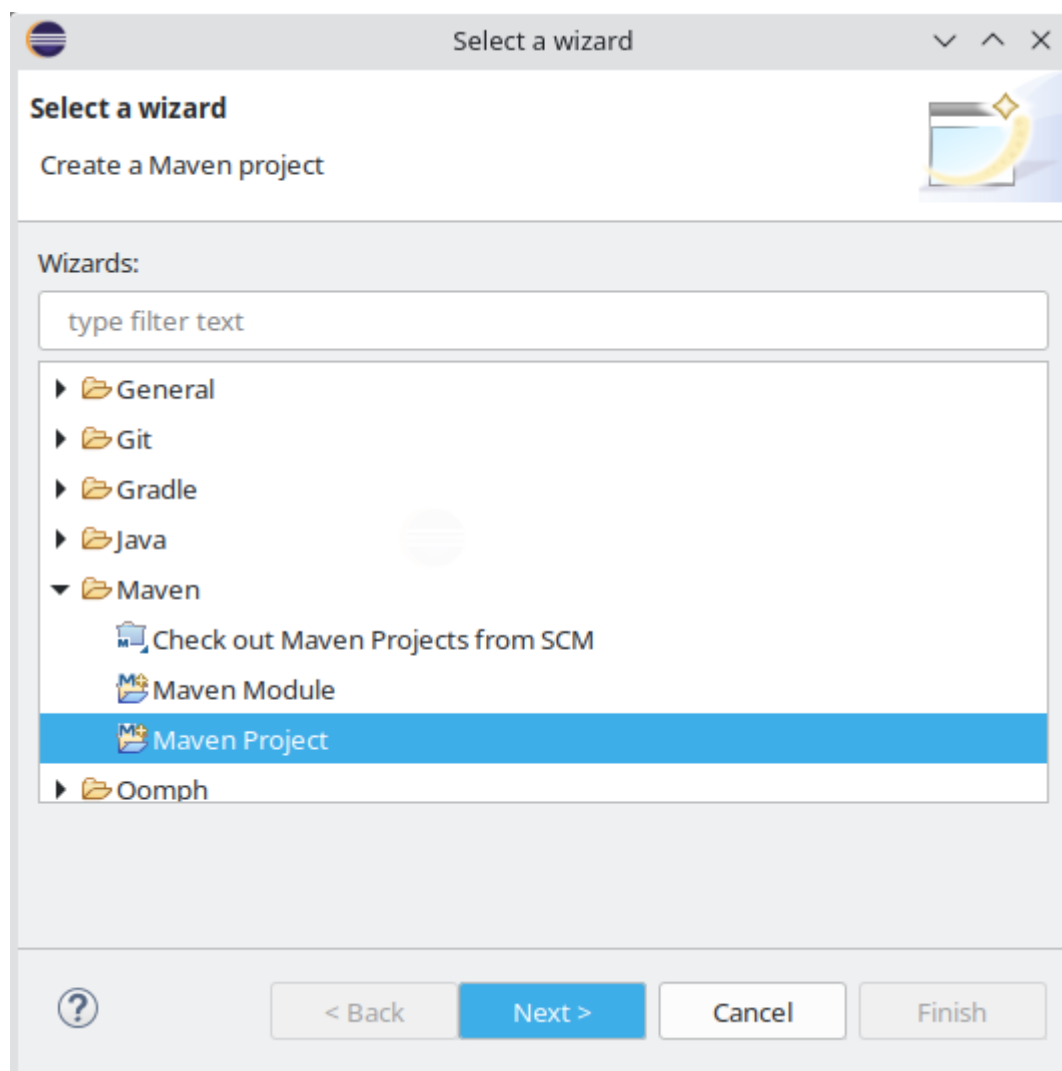 Select a wizard
Select a wizard
Create a Maven project
Wizards:
type filter text
General
Git
Gradle
Java
Maven
Check out Maven Projects from SCM
Maven Module
Maven Project
Oomph
< Back Next > Cancel Finish